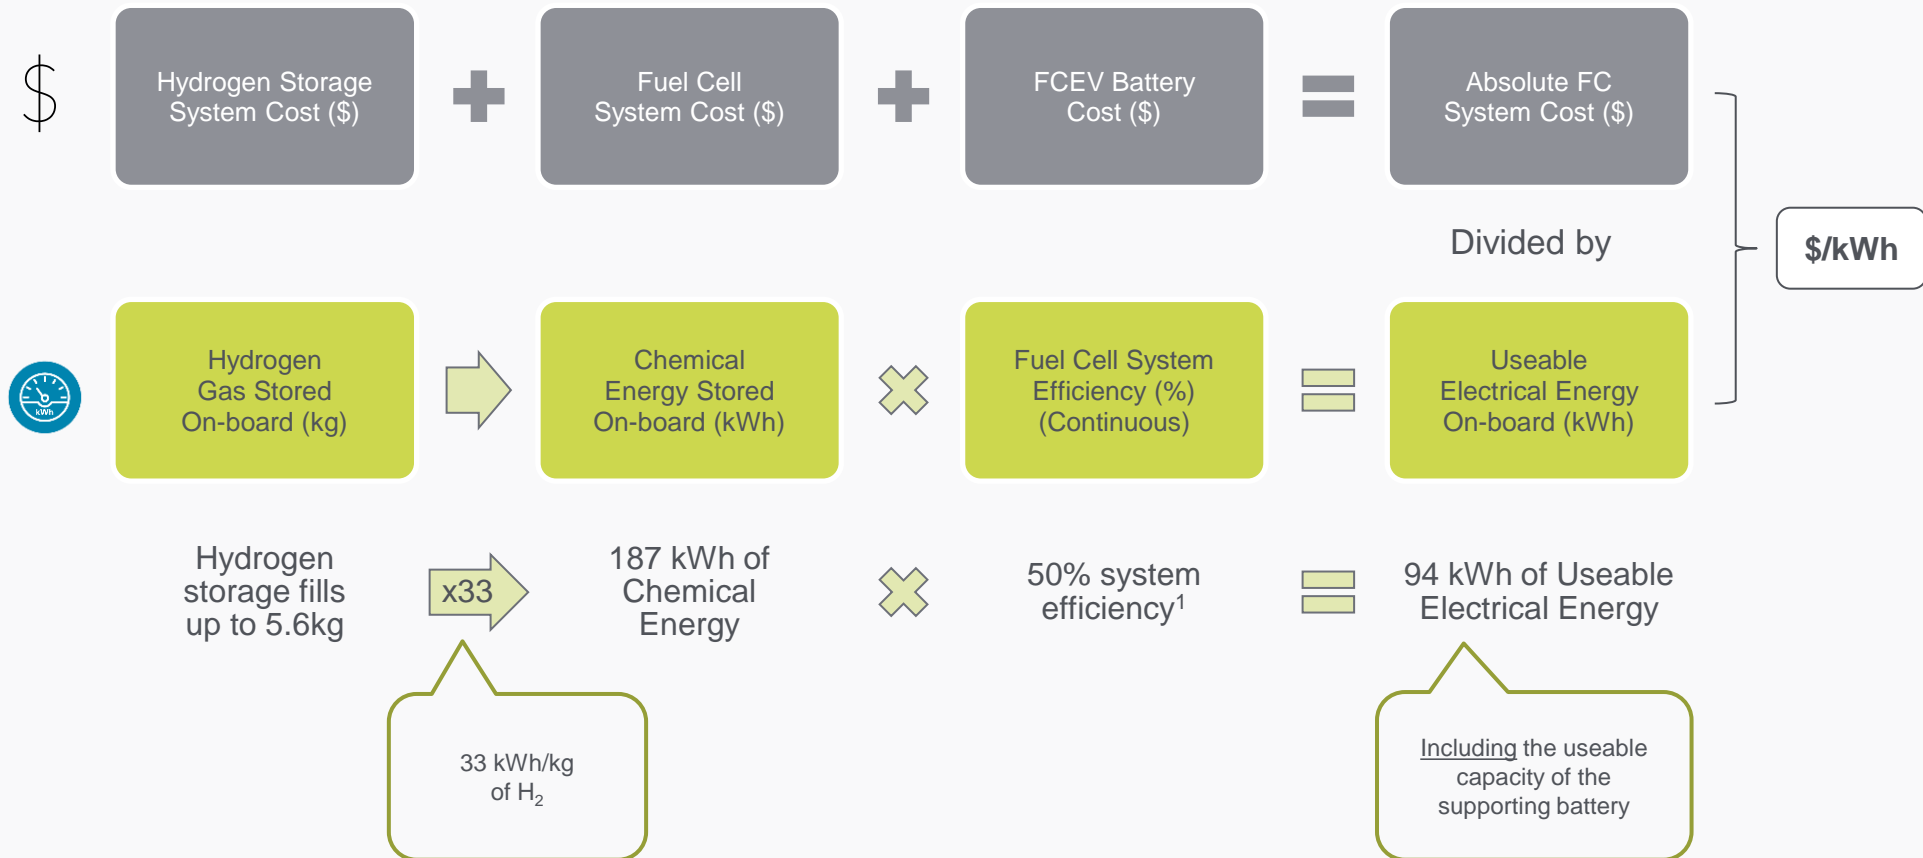 $
Hydrogen Storage
System Cost ($)
Fuel Cell
System Cost ($)
FCEV Battery
Cost ($)
Absolute FC
System Cost ($)
Divided by
$/kWh
kWh
Hydrogen
Gas Stored
On-board (kg)
Chemical
Energy Stored
On-board (kWh)
Fuel Cell System
Efficiency (%)
(Continuous)
Useable
Electrical Energy
On-board (kWh)
Hydrogen
storage fills
up to 5.6kg
x33
187 kWh of
Chemical
Energy
50% system
efficiency¹
94 kWh of Useable
Electrical Energy
33 kWh/kg
of H₂
Including the useable
capacity of the
supporting battery